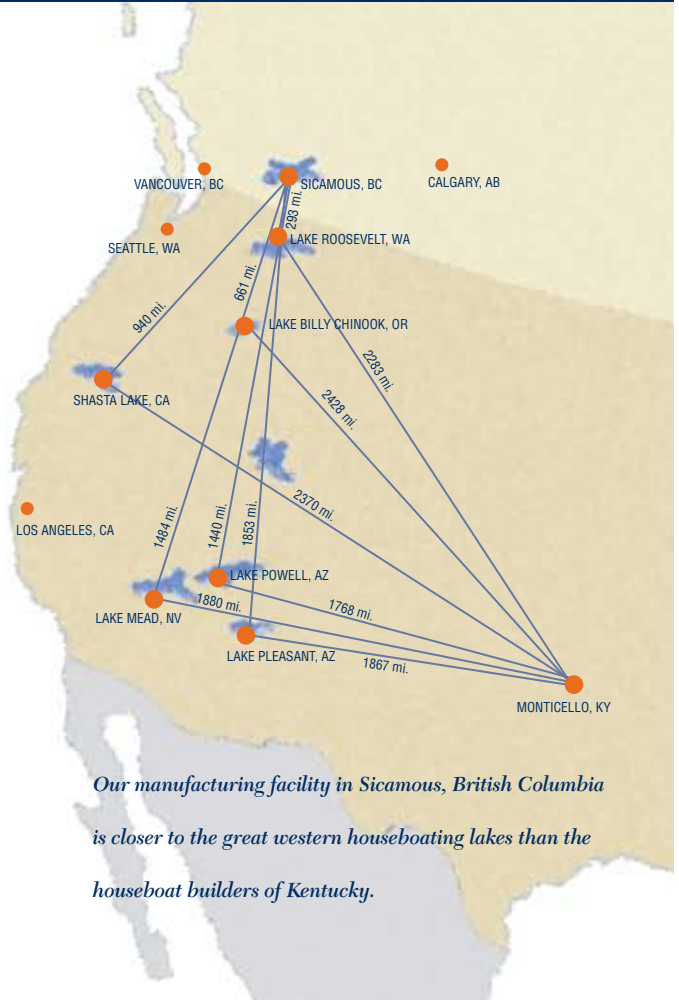 VANCOUVER, BC
SICAMOUS, BC
CALGARY, AB
293 mi.
SEATTLE, WA
LAKE ROOSEVELT, WA
661 mi.
940 mi.
LAKE BILLY CHINOOK, OR
2283 mi.
SHASTA LAKE, CA
2428 mi.
LOS ANGELES, CA
1484 mi.
1440 mi.
1853 mi.
2370 mi.
LAKE POWELL, AZ
1880 mi.
1768 mi.
LAKE MEAD, NV
LAKE PLEASANT, AZ
1867 mi.
MONTICELLO, KY
Our manufacturing facility in Sicamous, British Columbia
is closer to the great western houseboating lakes than the
houseboat builders of Kentucky.